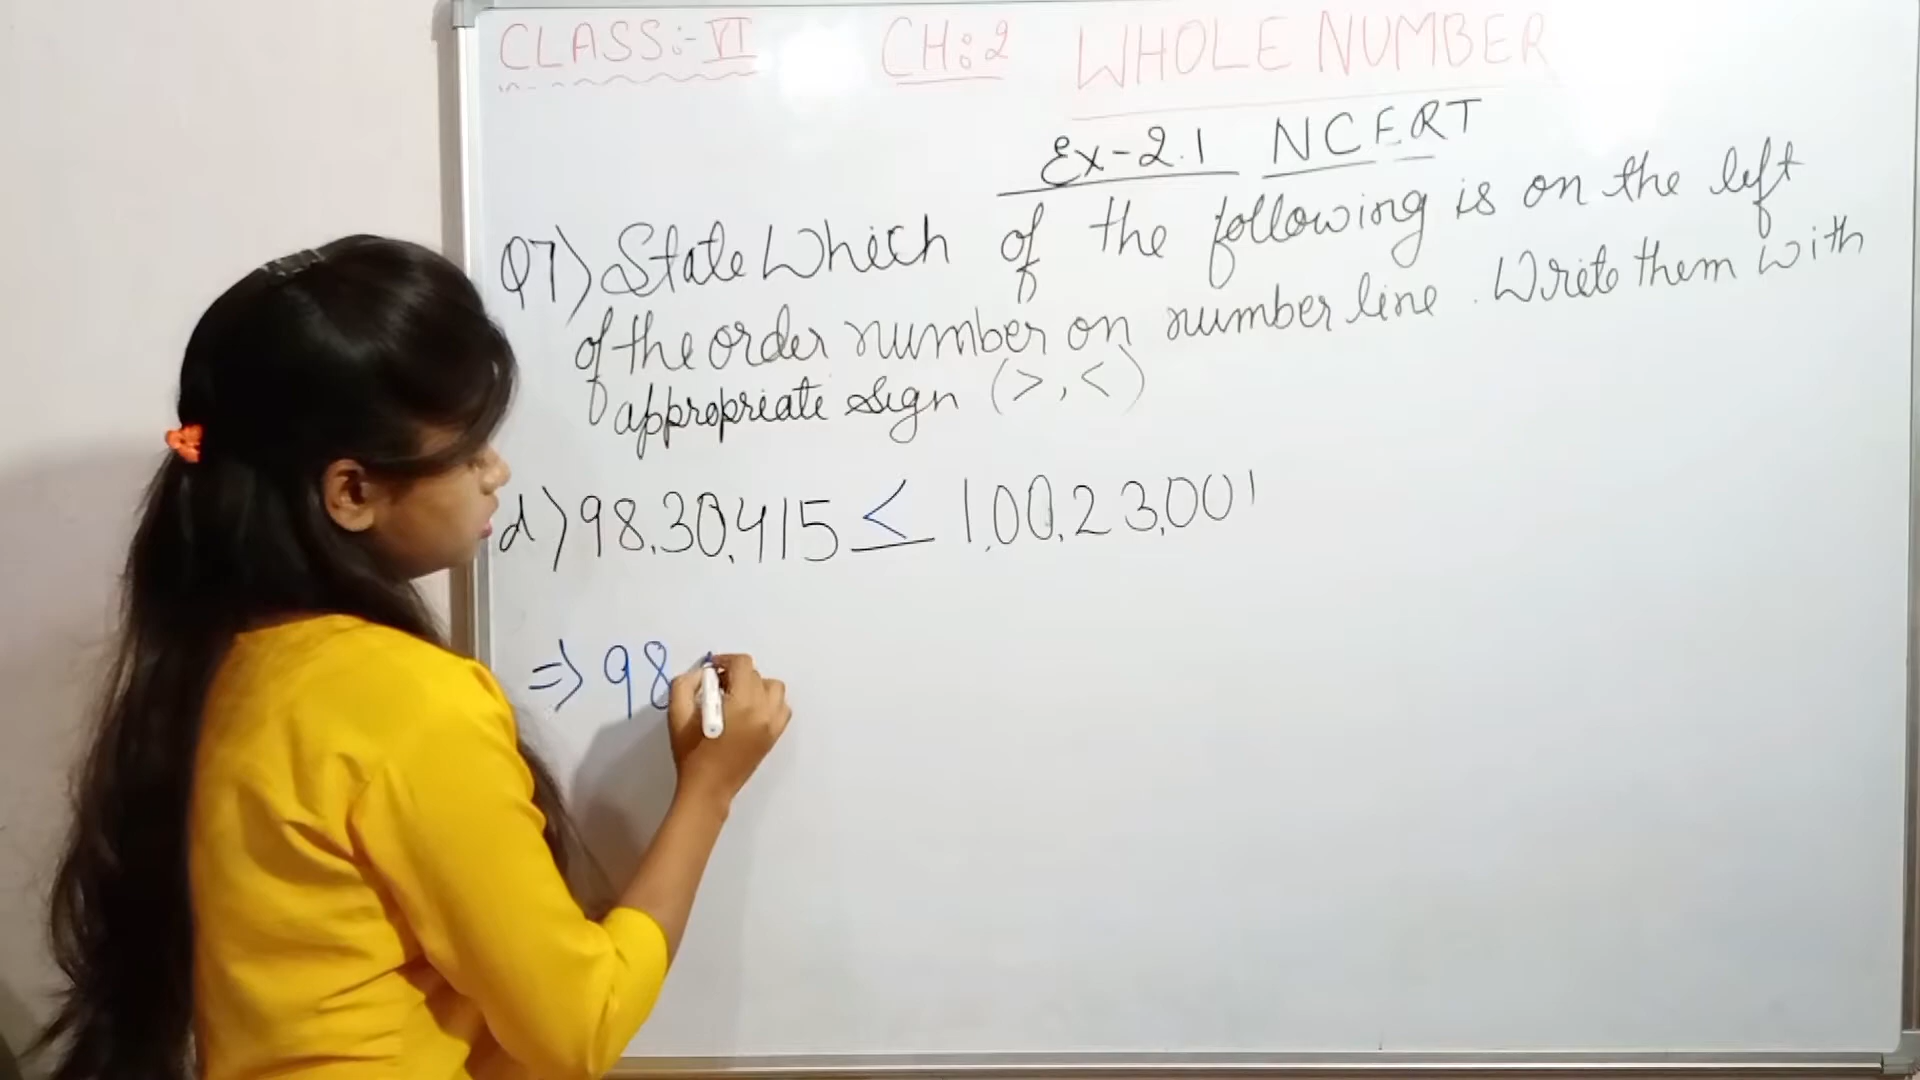 CLASS:- VI CH:2 WHOLE NUMBER
Ex-2.1 NCERT
Q7) State Which of the following is on the left
of the order number on number line. Write them with
appropriate sign (>, <)
d) 98,30,415 < 1,00,23,001
⇒ 98